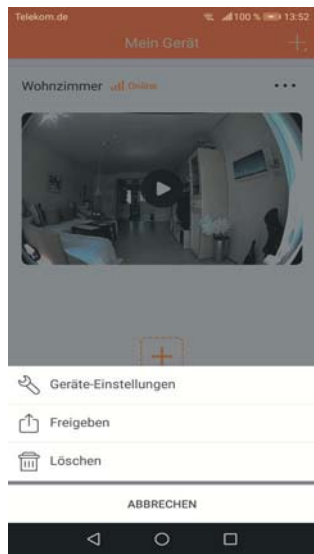 Telekom.de 100 % 13:52
Mein Gerät
Wohnzimmer Online
Geräte-Einstellungen
Freigeben
Löschen
ABBRECHEN